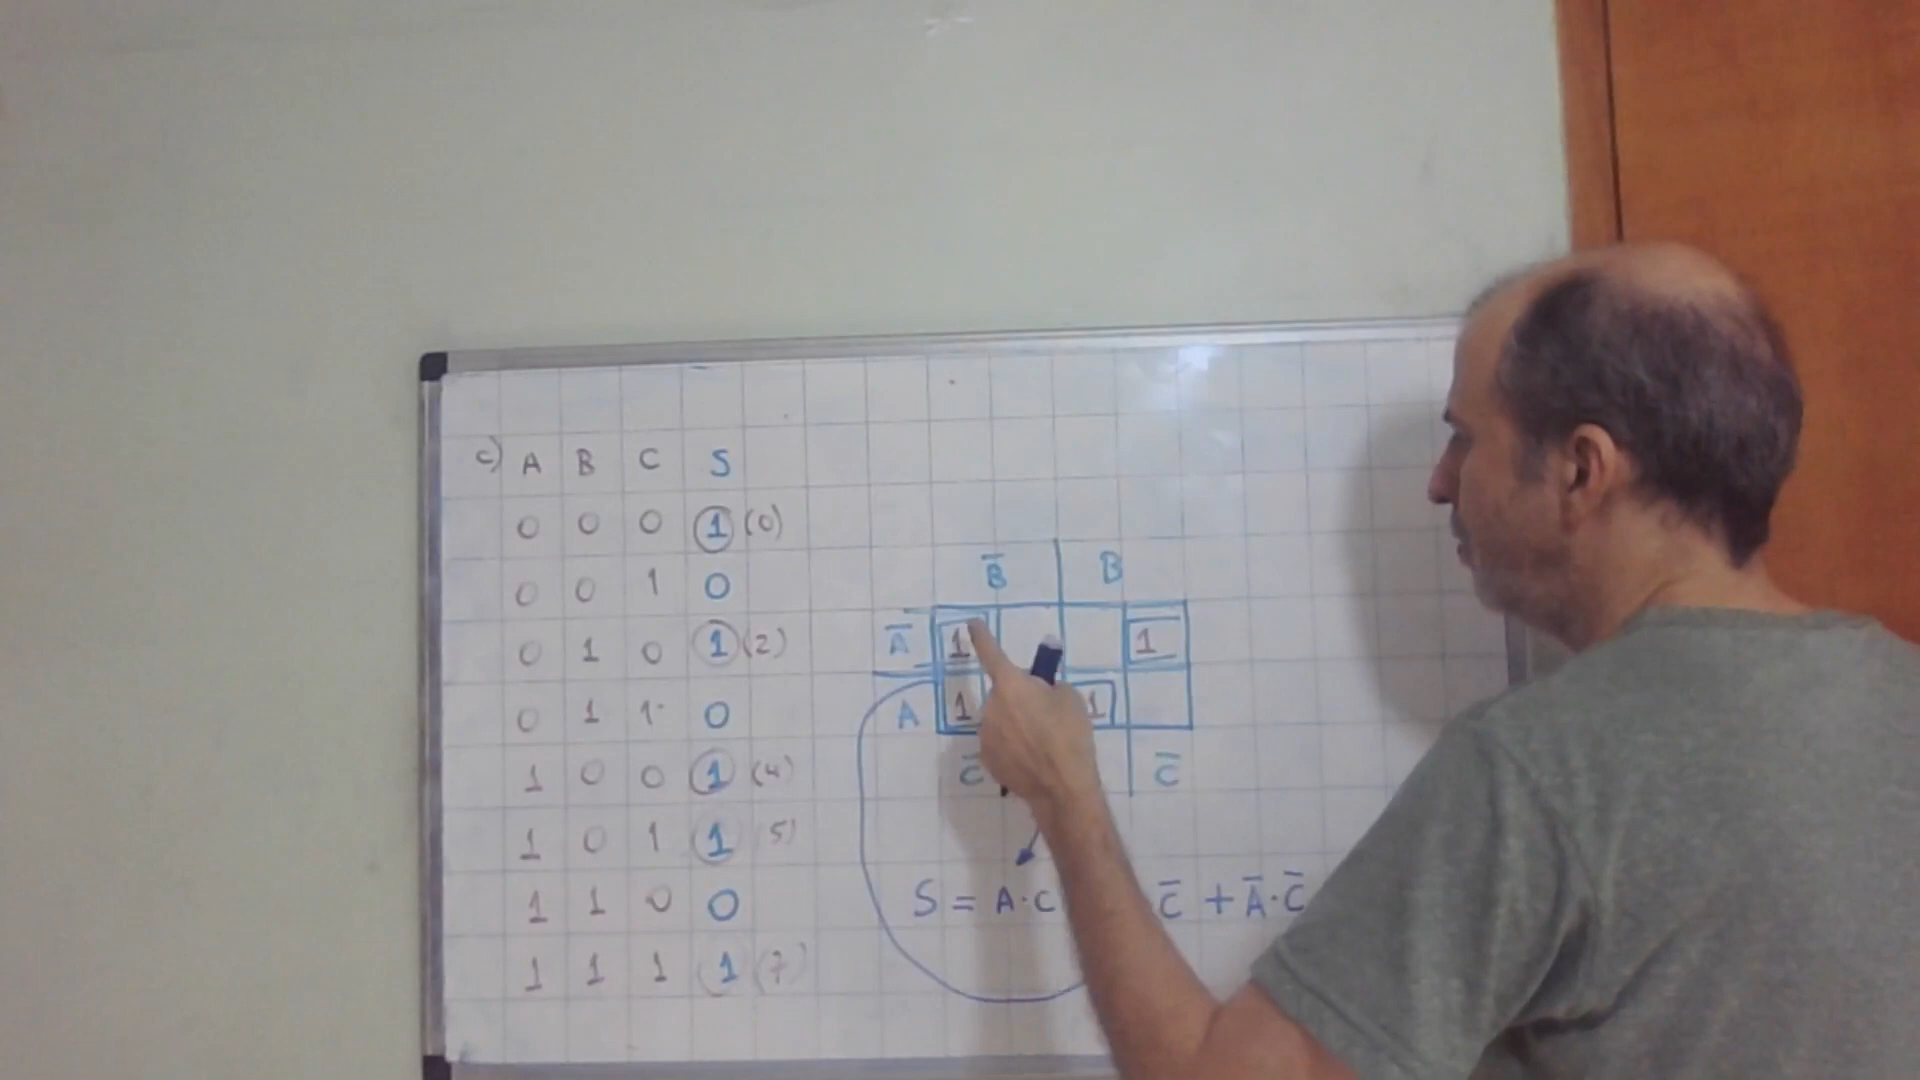 c) A B C S
0 0 0 1 (0)
0 0 1 0
0 1 0 1 (2)
0 1 1 0
1 0 0 1 (4)
1 0 1 1 5)
1 1 0 0
1 1 1 1 (7)
B̅ B
A̅ 1 1
A 1 1
C̅ C̅
S = A·C C̅ + A̅·C̅